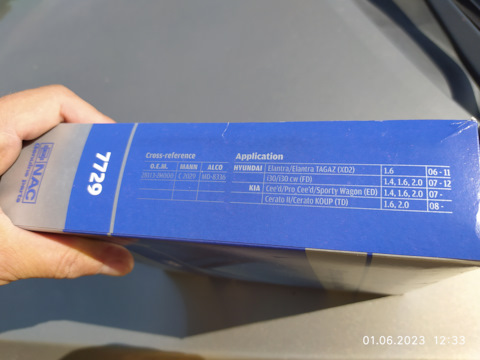 NAC
7729
Cross-reference
O.E.M. MANN ALCO
C 2029 MD-8336
Application
HYUNDAI Elantra/Elantra TAGAZ (XD2) 1.6 06 - 11
i30/i30 cw (FD) 1.4, 1.6, 2.0 07 - 12
KIA Cee'd/Pro Cee'd/Sporty Wagon (ED) 1.4, 1.6, 2.0 07 -
Cerato II/Cerato KOUP (TD) 1.6, 2.0 08 -
01.06.2023 12:33